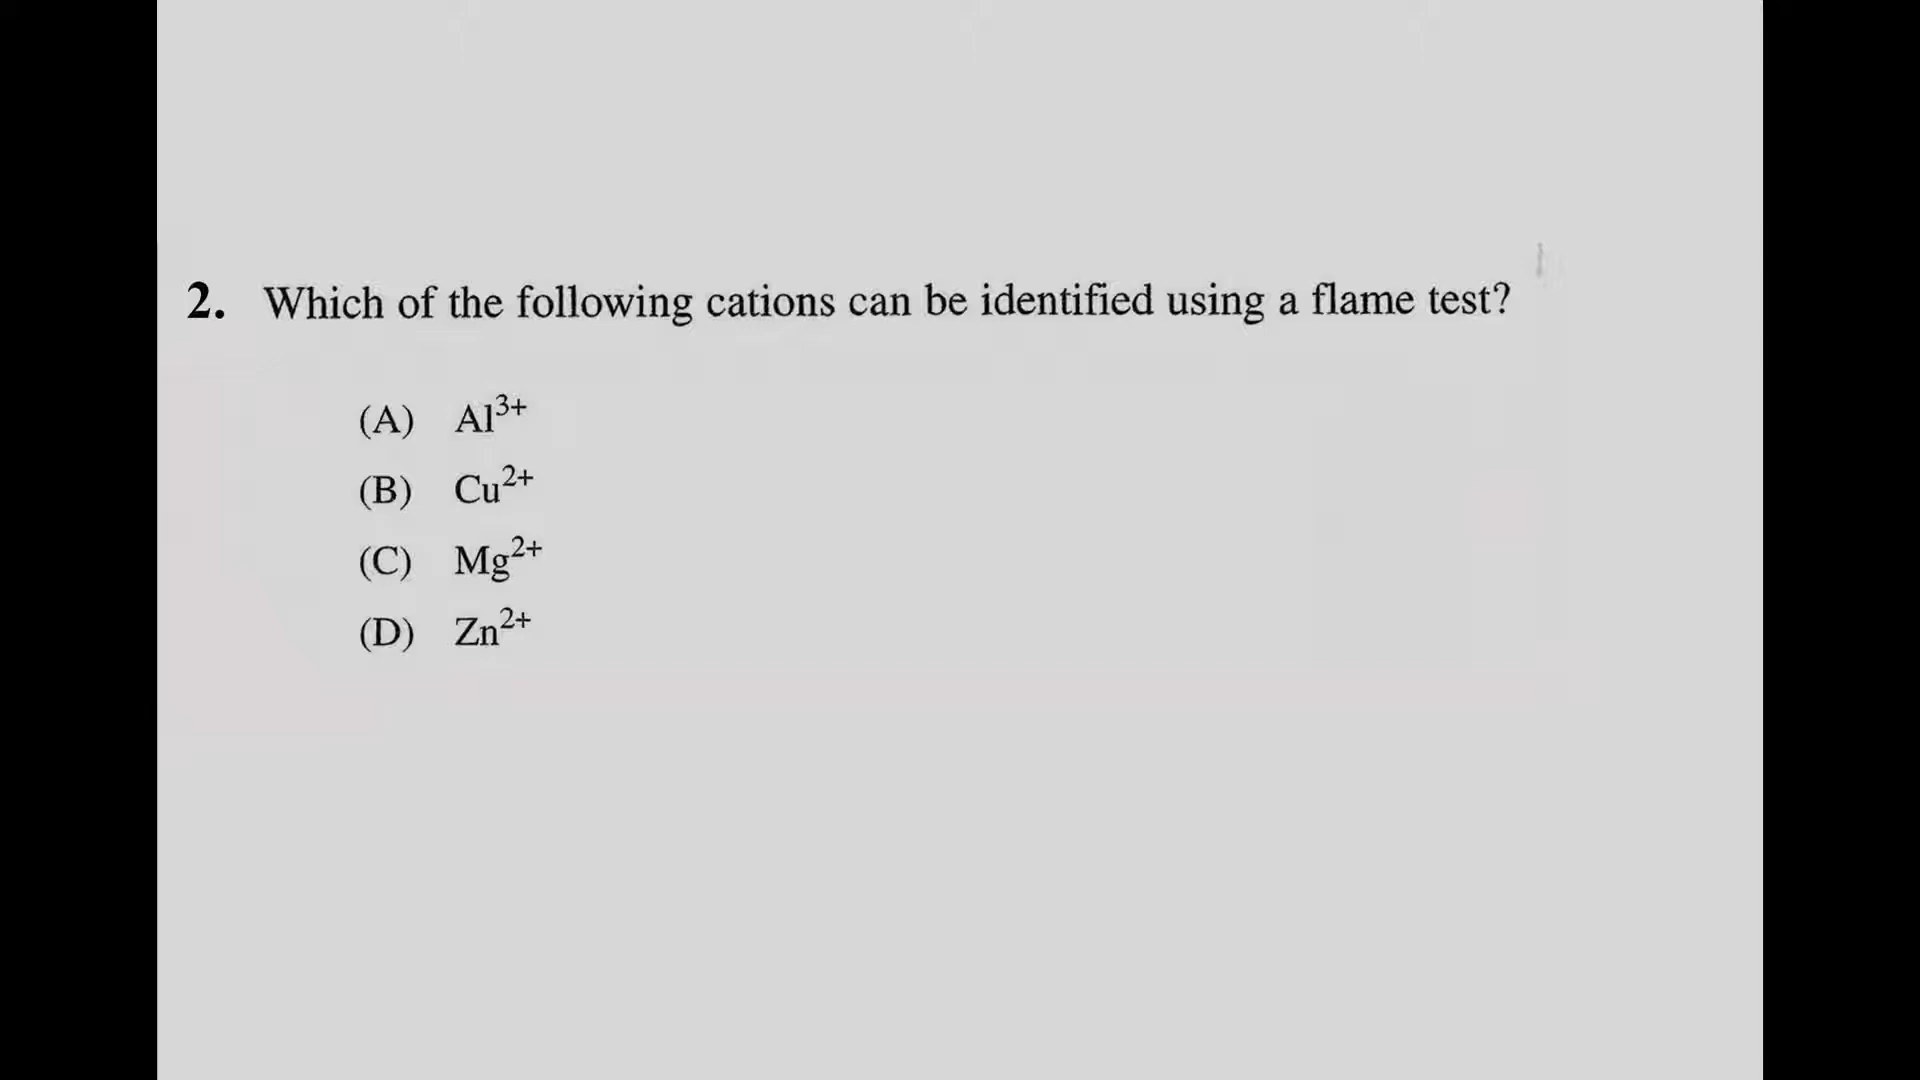 2. Which of the following cations can be identified using a flame test?
(A) Al³⁺
(B) Cu²⁺
(C) Mg²⁺
(D) Zn²⁺